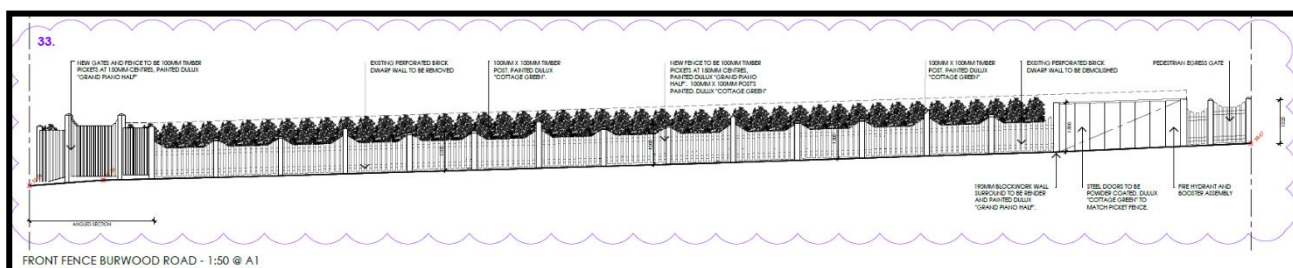 33.
NEW GATES AND FENCE TO BE 100MM TIMBER
PICKETS AT 150MM CENTRES, PAINTED DULUX
"GRAND PIANO HALF"
EXISTING PERFORATED BRICK
DWARF WALL TO BE REMOVED
100MM X 100MM TIMBER
POST, PAINTED DULUX
"COTTAGE GREEN".
NEW FENCE TO BE 100MM TIMBER
PICKETS AT 150MM CENTRES,
PAINTED DULUX "GRAND PIANO
HALF". 100MM X 100MM POSTS
PAINTED, DULUX "COTTAGE GREEN"
100MM X 100MM TIMBER
POST, PAINTED DULUX
"COTTAGE GREEN"
EXISTING PERFORATED BRICK
DWARF WALL TO BE DEMOLISHED
PEDESTRIAN EGRESS GATE
190MM BLOCKWORK WALL
SURROUND TO BE RENDER
AND PAINTED DULUX
"GRAND PIANO HALF".
STEEL DOORS TO BE
POWDER COATED, DULUX
"COTTAGE GREEN" TO
MATCH PICKET FENCE.
FIRE HYDRANT AND
BOOSTER ASSEMBLY
ANGLED SECTION
FRONT FENCE BURWOOD ROAD - 1:50 @ A1